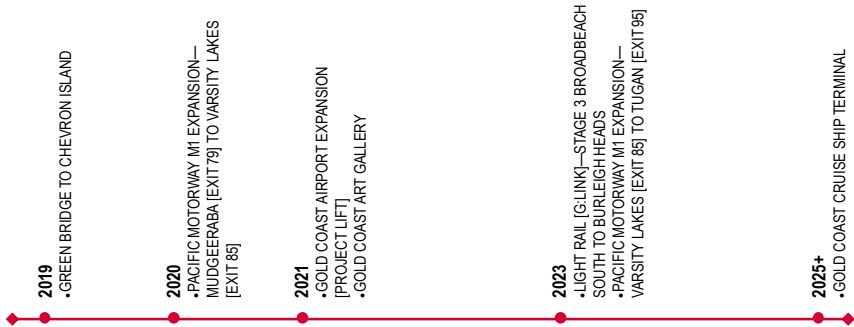 2019
•GREEN BRIDGE TO CHEVRON ISLAND
2020
•PACIFIC MOTORWAY M1 EXPANSION—
MUDGEERABA [EXIT 79] TO VARSITY LAKES
[EXIT 85]
2021
•GOLD COAST AIRPORT EXPANSION
[PROJECT LIFT]
•GOLD COAST ART GALLERY
2023
•LIGHT RAIL [G:LINK]—STAGE 3 BROADBEACH
SOUTH TO BURLEIGH HEADS
•PACIFIC MOTORWAY M1 EXPANSION—
VARSITY LAKES [EXIT 85] TO TUGAN [EXIT 95]
2025+
•GOLD COAST CRUISE SHIP TERMINAL